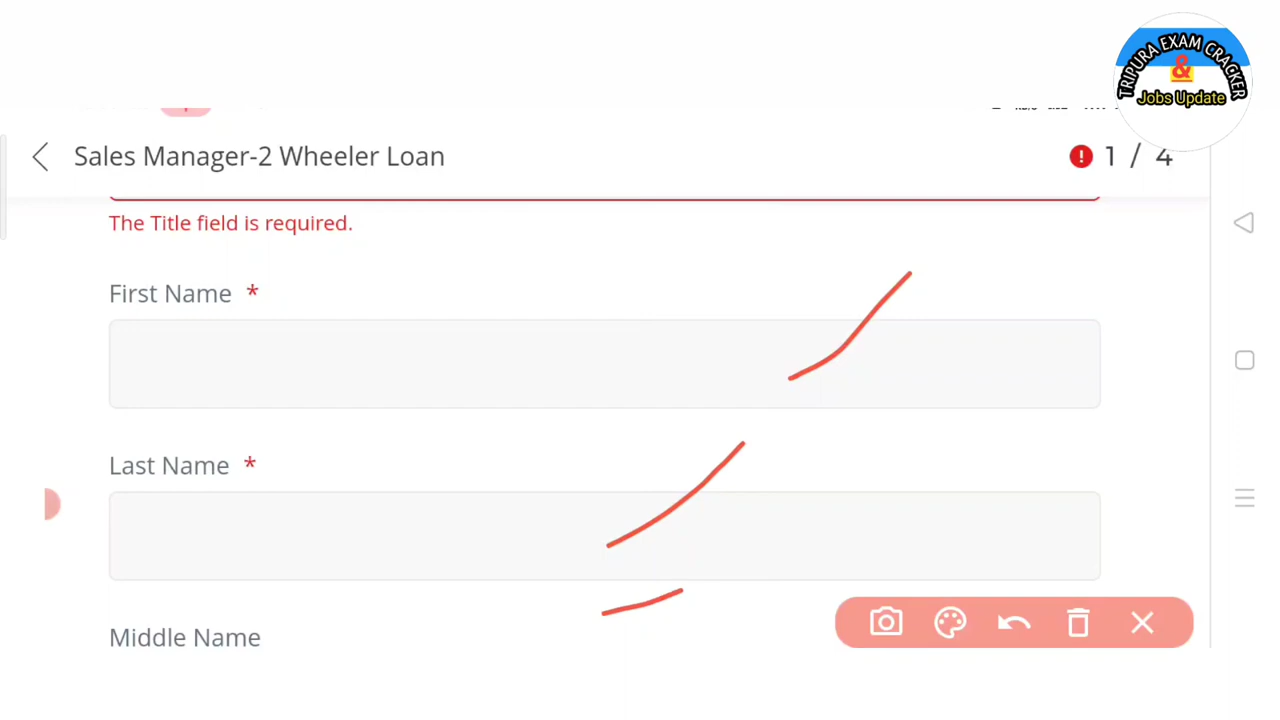 TRIPURA EXAM CRACKER
&
Jobs Update
Sales Manager-2 Wheeler Loan
1 / 4
The Title field is required.
First Name *
Last Name *
Middle Name